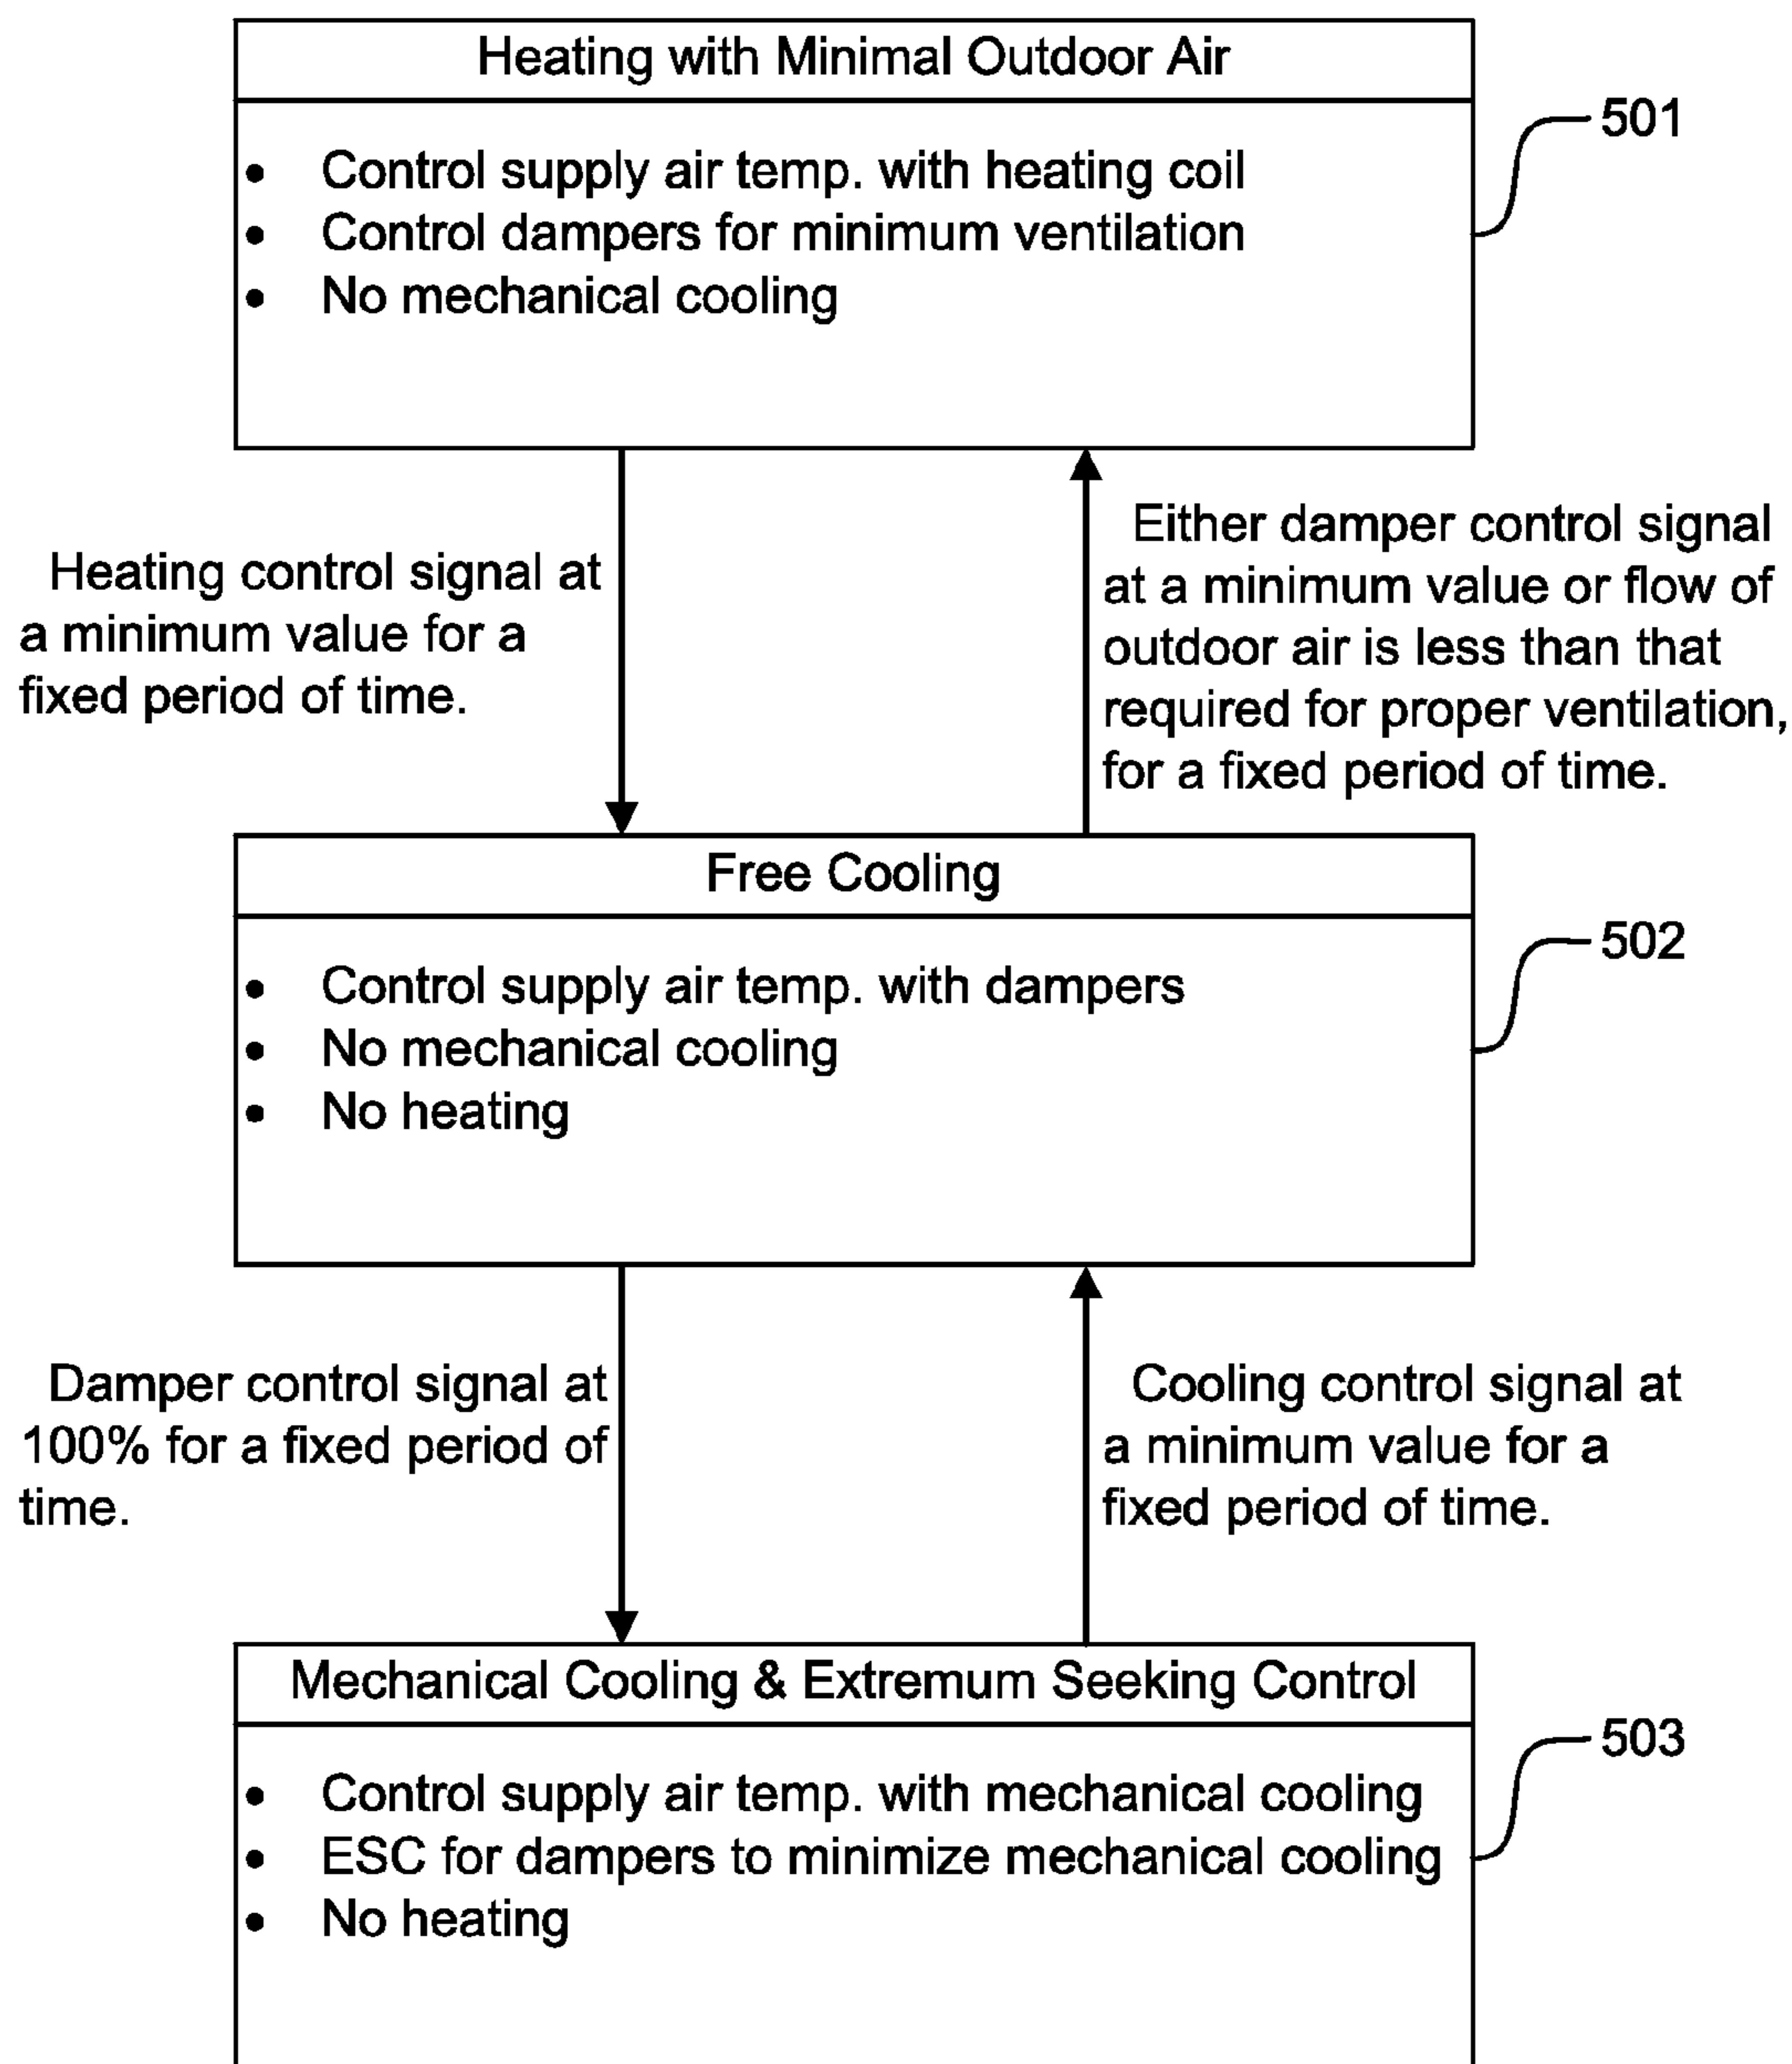 Heating with Minimal Outdoor Air
501
• Control supply air temp. with heating coil
• Control dampers for minimum ventilation
• No mechanical cooling
Heating control signal at
a minimum value for a
fixed period of time.
Either damper control signal
at a minimum value or flow of
outdoor air is less than that
required for proper ventilation,
for a fixed period of time.
Free Cooling
502
• Control supply air temp. with dampers
• No mechanical cooling
• No heating
Damper control signal at
100% for a fixed period of
time.
Cooling control signal at
a minimum value for a
fixed period of time.
Mechanical Cooling & Extremum Seeking Control
503
• Control supply air temp. with mechanical cooling
• ESC for dampers to minimize mechanical cooling
• No heating